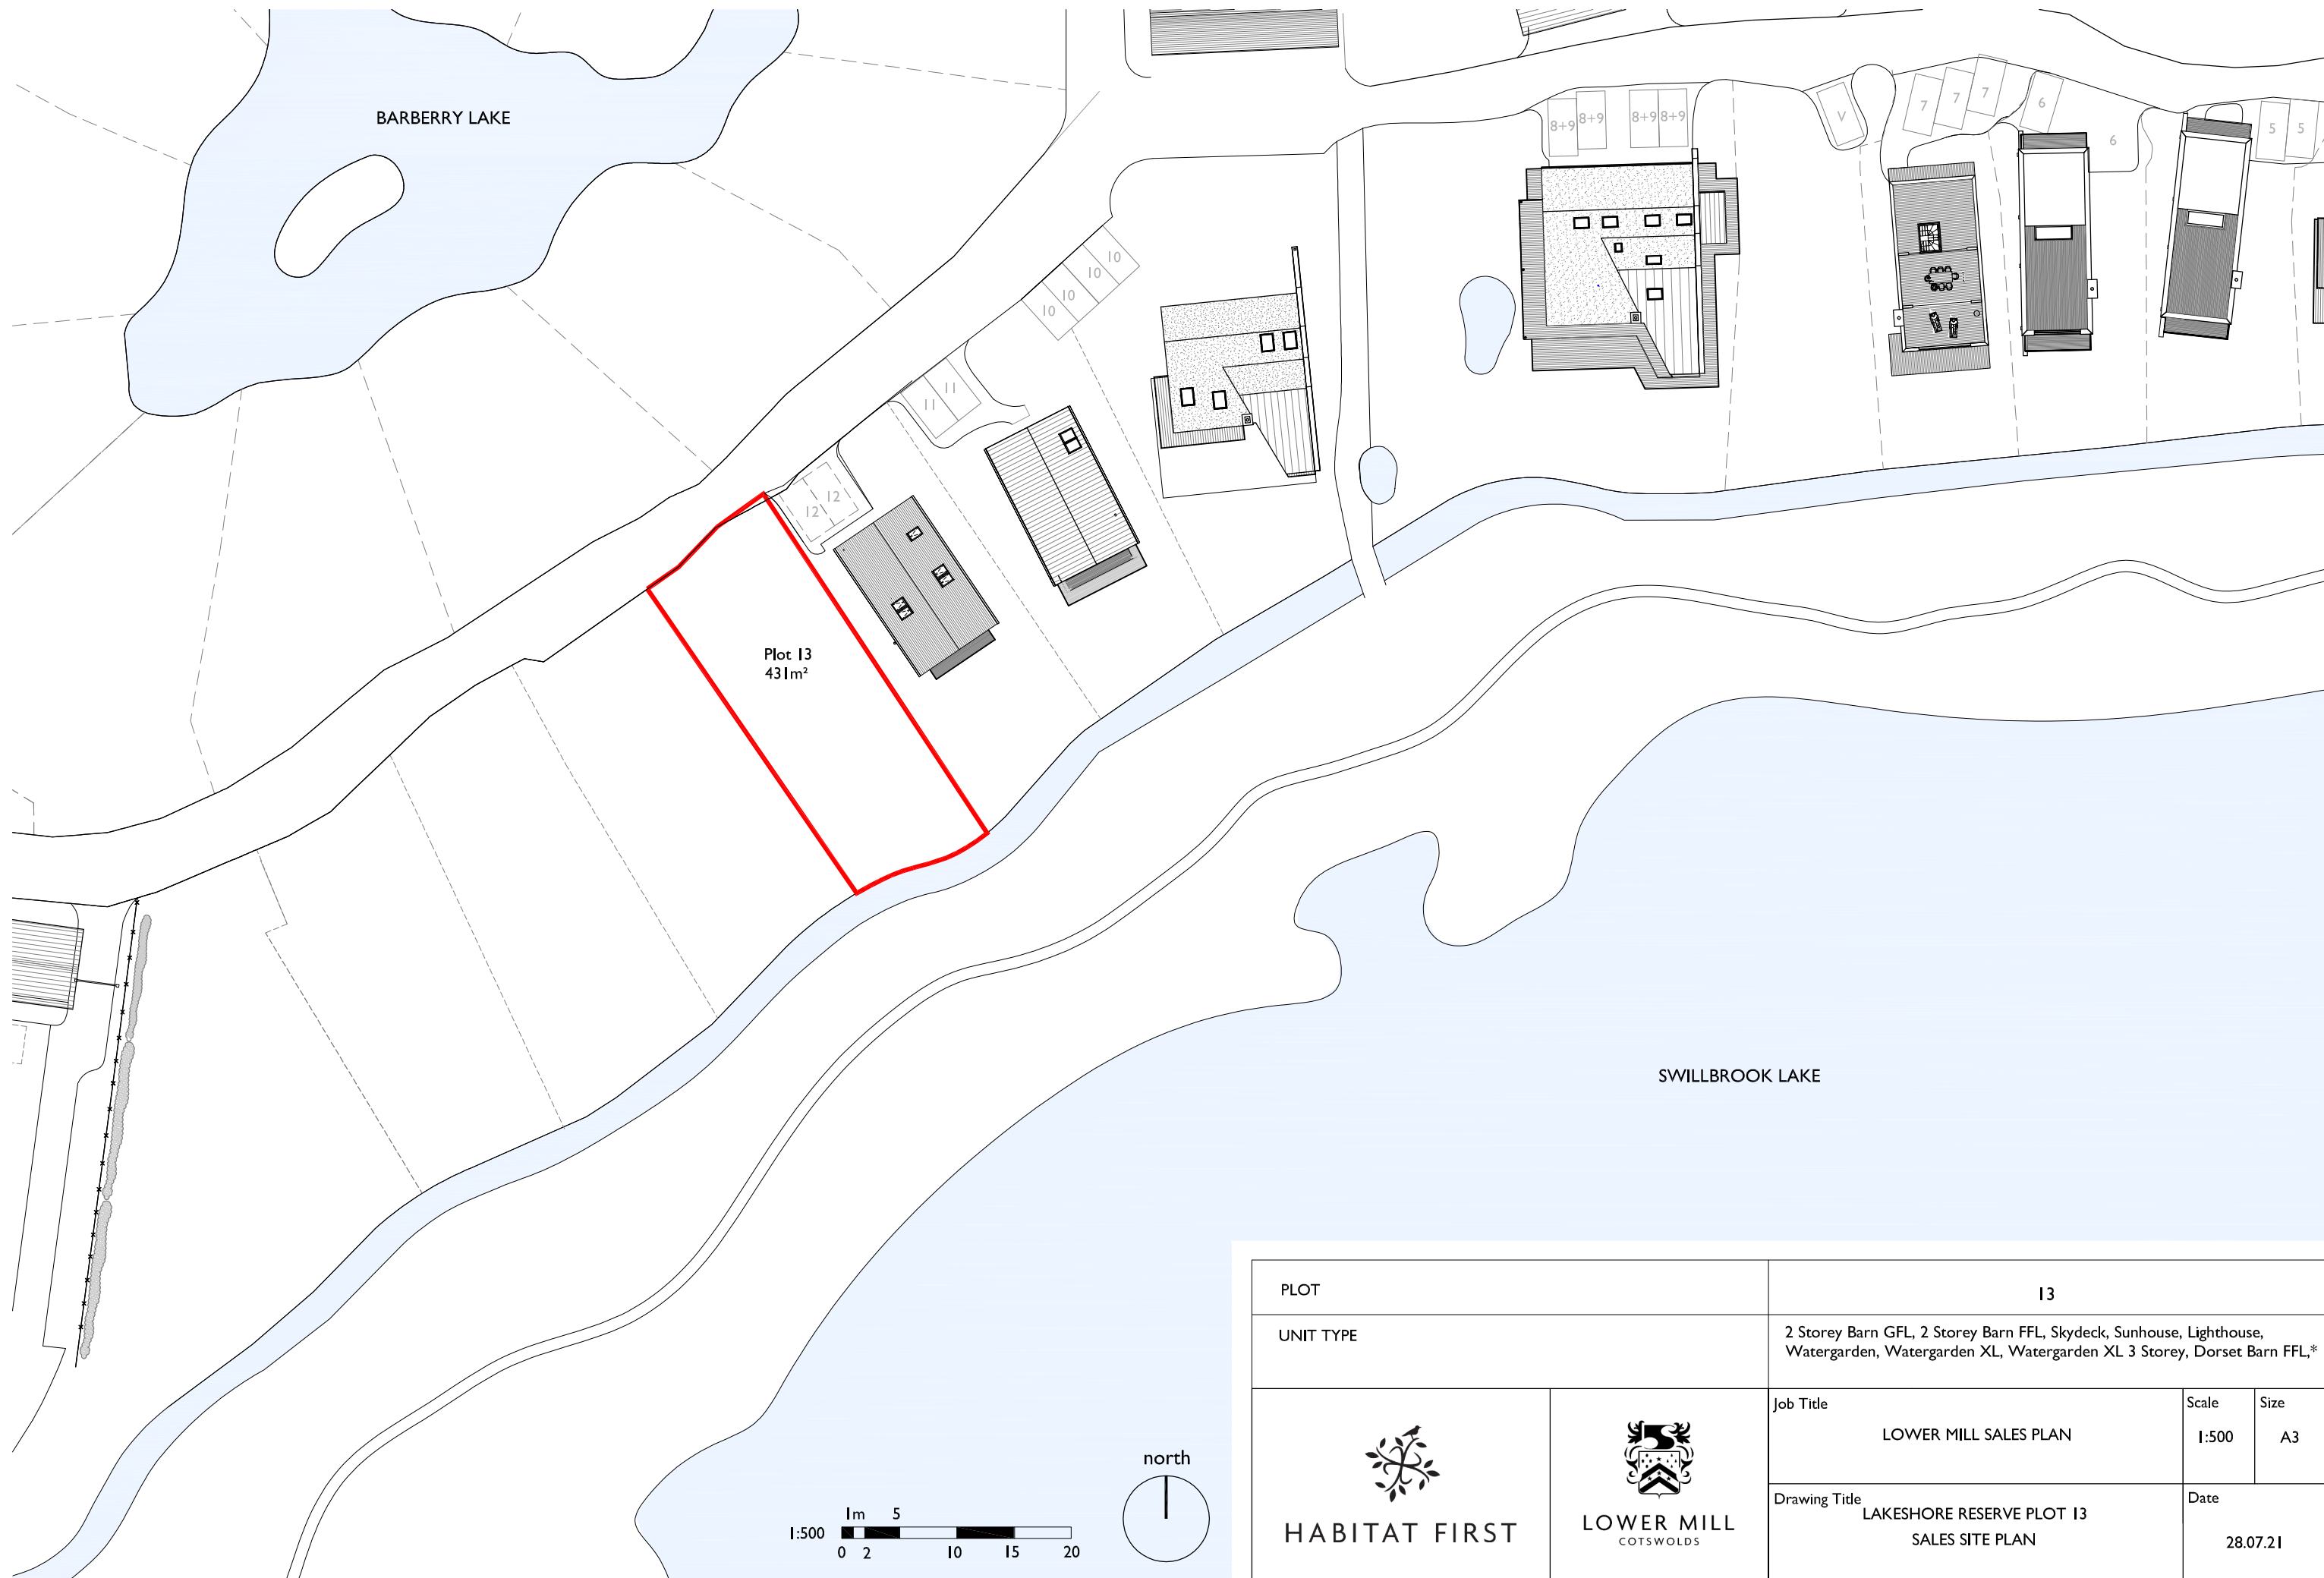 BARBERRY LAKE
8+9
8+9
8+9
8+9
V
7
7
7
6
6
5
5
10
10
10
10
11
11
12
12
Plot 13
431m²
SWILLBROOK LAKE
PLOT
13
UNIT TYPE
2 Storey Barn GFL, 2 Storey Barn FFL, Skydeck, Sunhouse, Lighthouse,
Watergarden, Watergarden XL, Watergarden XL 3 Storey, Dorset Barn FFL,*
HABITAT FIRST
LOWER MILL
COTSWOLDS
Job Title
LOWER MILL SALES PLAN
Scale
1:500
Size
A3
Drawing Title
LAKESHORE RESERVE PLOT 13
SALES SITE PLAN
Date
28.07.21
north
1m 5
1:500
0 2 10 15 20